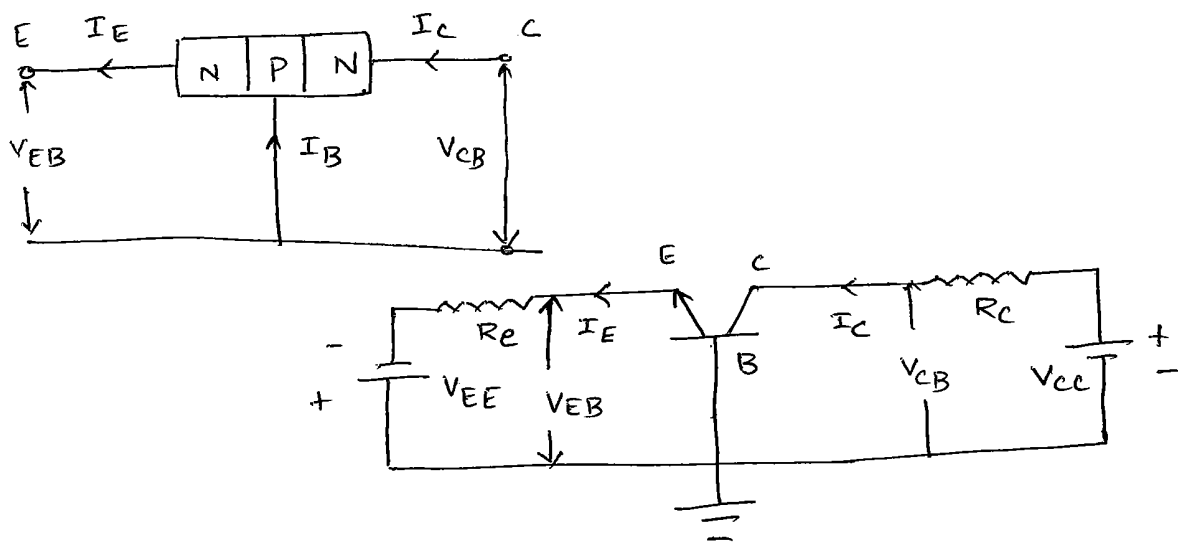 E I_E I_C C
N P N
V_EB I_B V_CB
E C
Re I_E I_C R_C
- B +
+ V_EE V_EB V_CB V_CC -